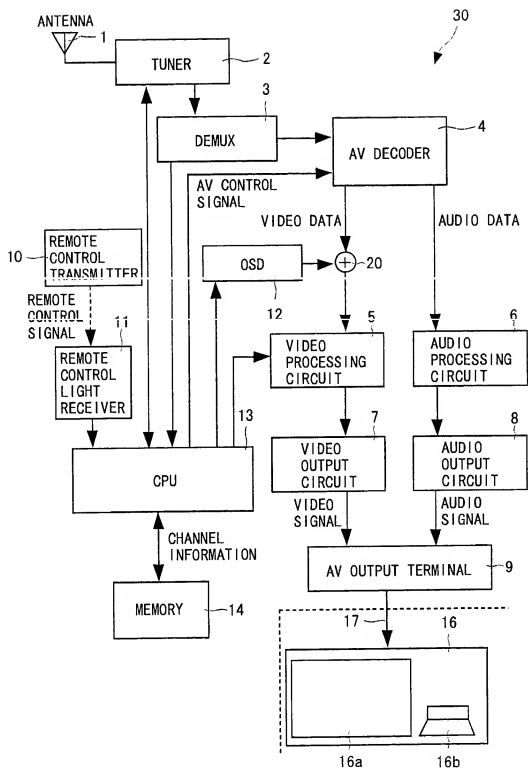 ANTENNA
1
30
TUNER
2
3
DEMUX
4
AV DECODER
AV CONTROL
SIGNAL
VIDEO DATA
AUDIO DATA
10
REMOTE
CONTROL
TRANSMITTER
OSD
20
12
REMOTE
CONTROL
SIGNAL
11
5
6
REMOTE
CONTROL
LIGHT
RECEIVER
VIDEO
PROCESSING
CIRCUIT
AUDIO
PROCESSING
CIRCUIT
13
7
8
CPU
VIDEO
OUTPUT
CIRCUIT
AUDIO
OUTPUT
CIRCUIT
VIDEO
SIGNAL
AUDIO
SIGNAL
CHANNEL
INFORMATION
AV OUTPUT TERMINAL
9
MEMORY
14
17
16
16a
16b